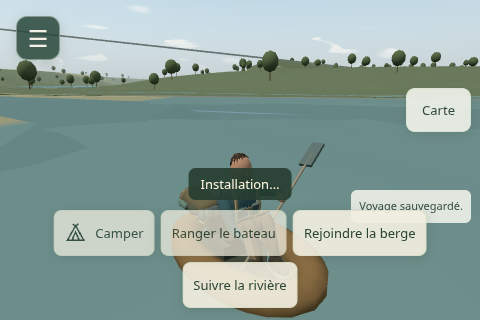 Carte
Installation...
Voyage sauvegardé.
Camper
Ranger le bateau
Rejoindre la berge
Suivre la rivière